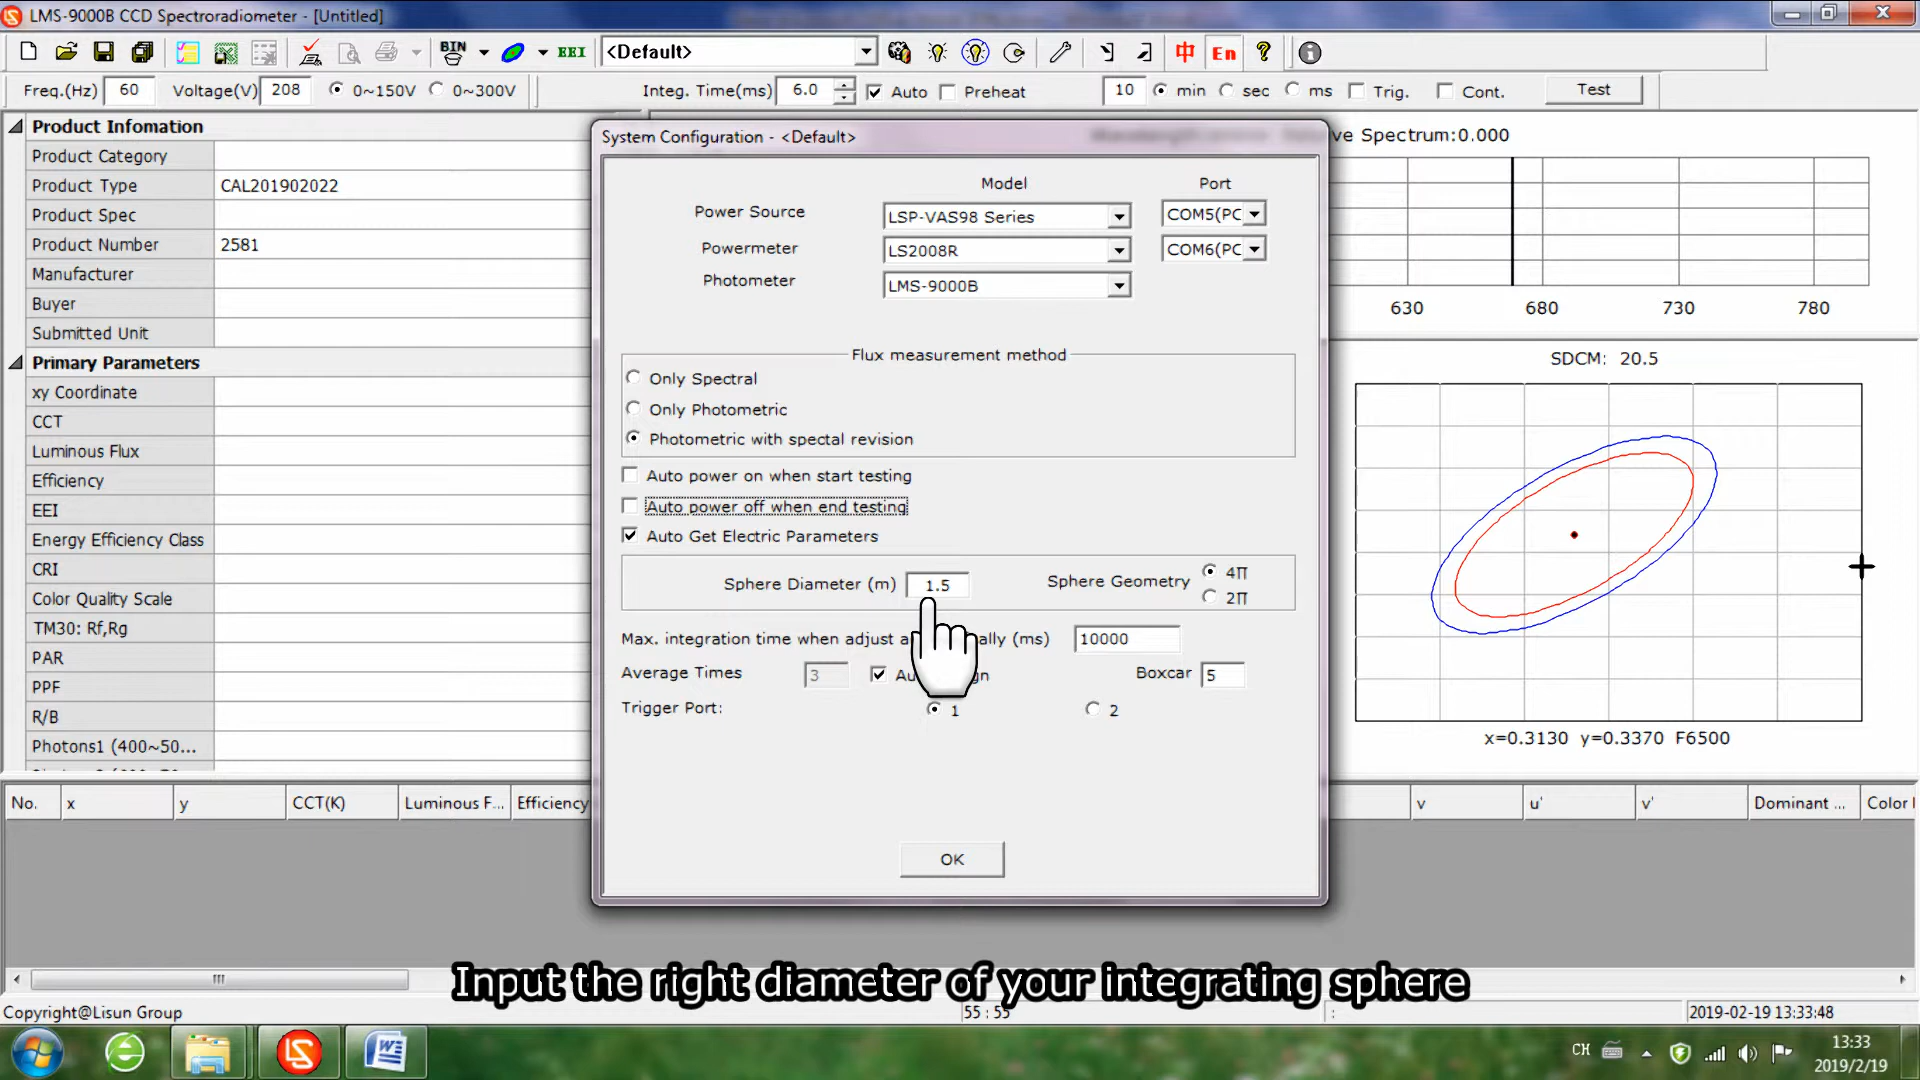 LMS-9000B CCD Spectroradiometer - [Untitled]
BIN EEI <Default> 中 En
Freq.(Hz) 60 Voltage(V) 208 0~150V 0~300V Integ. Time(ms) 6.0 Auto Preheat 10 min sec ms Trig. Cont. Test
Product Infomation
Product Category
Product Type CAL201902022
Product Spec
Product Number 2581
Manufacturer
Buyer
Submitted Unit
Primary Parameters
xy Coordinate
CCT
Luminous Flux
Efficiency
EEI
Energy Efficiency Class
CRI
Color Quality Scale
TM30: Rf,Rg
PAR
PPF
R/B
Photons1 (400~50...
System Configuration - <Default>
Model Port
Power Source LSP-VAS98 Series COM5(PC
Powermeter LS2008R COM6(PC
Photometer LMS-9000B
Flux measurement method
Only Spectral
Only Photometric
Photometric with spectal revision
Auto power on when start testing
Auto power off when end testing
Auto Get Electric Parameters
Sphere Diameter (m) 1.5 Sphere Geometry 4π
2π
Max. integration time when adjust (ms) 10000
Average Times 3 Boxcar 5
Trigger Port: 1 2
OK
Spectrum:0.000
630 680 730 780
SDCM: 20.5
x=0.3130 y=0.3370 F6500
No. x y CCT(K) Luminous F... Efficiency v u' v' Dominant ... Color
Input the right diameter of your integrating sphere
Copyright@Lisun Group 55 : 55 : 2019-02-19 13:33:48
CH 13:33
2019/2/19